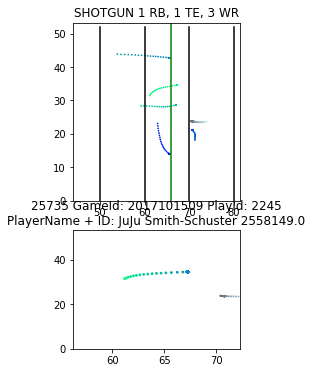 SHOTGUN 1 RB, 1 TE, 3 WR
50
40
30
20
10
0
50 60 70 80
25735 GameId: 2017101509 PlayId: 2245
PlayerName + ID: JuJu Smith-Schuster 2558149.0
40
20
0
60 65 70